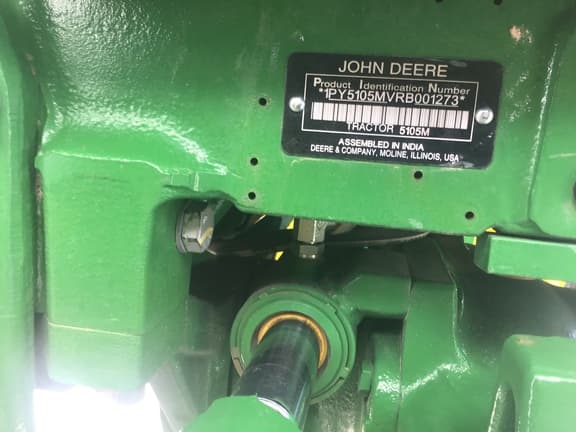 JOHN DEERE
Product Identification Number
*1PY5105MVRB001273*
TRACTOR 5105M
ASSEMBLED IN INDIA
DEERE & COMPANY, MOLINE, ILLINOIS, USA